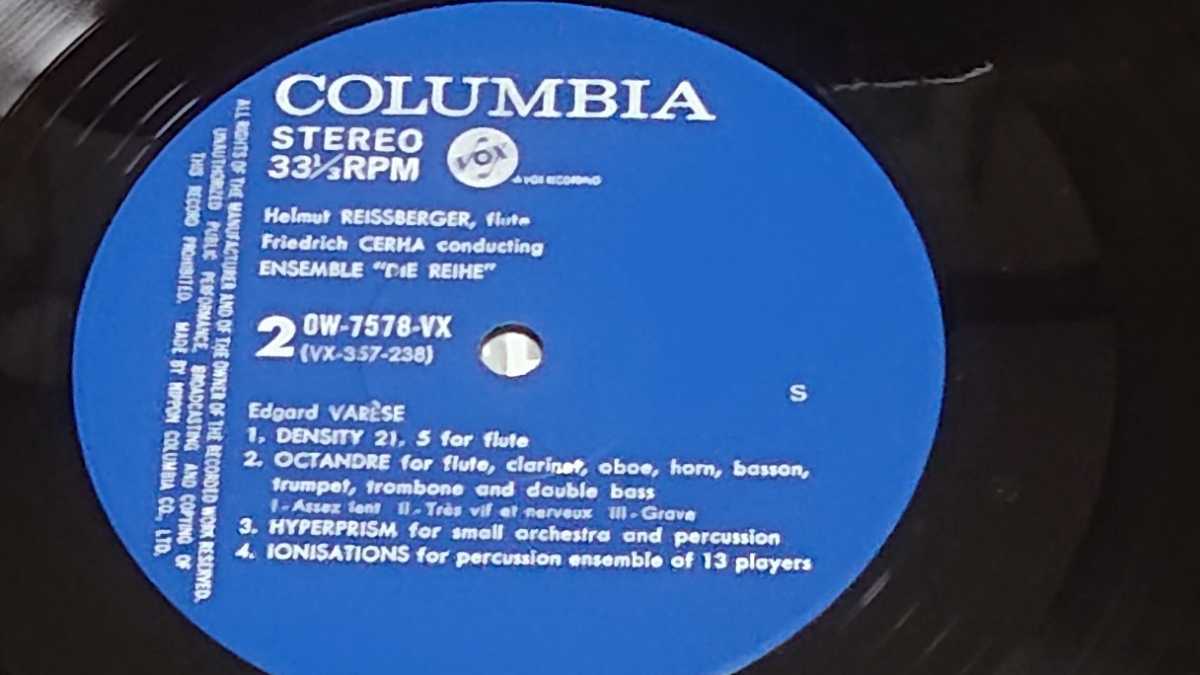 COLUMBIA
STEREO
33⅓RPM
VOX
A VOX RECORDING
Helmut REISSBERGER, flute
Friedrich CERHA conducting
ENSEMBLE "DIE REIHE"
2 OW-7578-VX
(VX-357-238)
S
Edgard VARÈSE
1. DENSITY 21, 5 for flute
2. OCTANDRE for flute, clarinet, oboe, horn, basson,
trumpet, trombone and double bass
I-Assez lent II-Très vif et nerveux III-Grave
3. HYPERPRISM for small orchestra and percussion
4. IONISATIONS for percussion ensemble of 13 players
ALL RIGHTS OF THE MANUFACTURER AND OF THE OWNER OF THE RECORDED WORK RESERVED.
UNAUTHORIZED PUBLIC PERFORMANCE, BROADCASTING AND COPYING OF
THIS RECORD PROHIBITED. MADE BY NIPPON COLUMBIA CO., LTD.